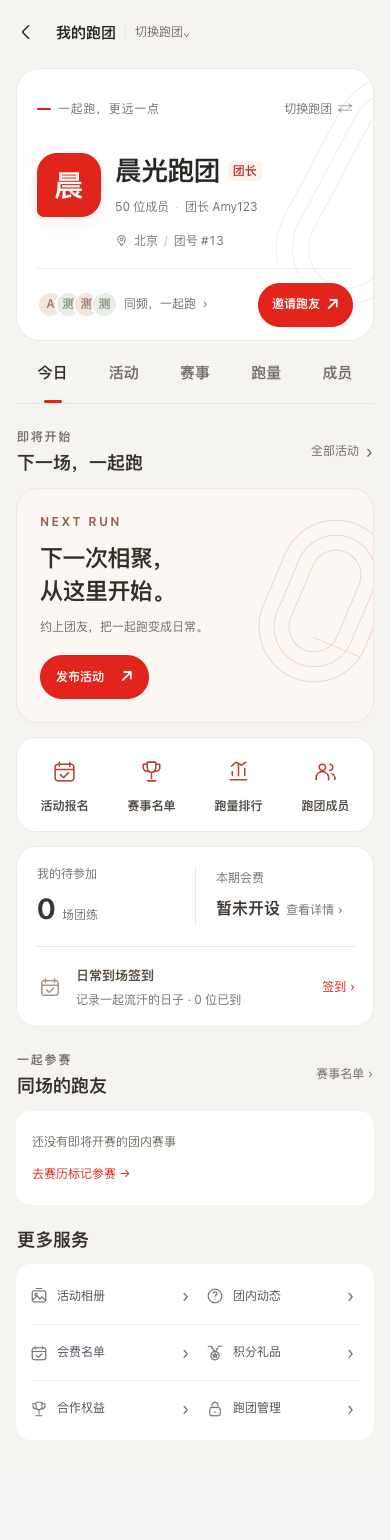 我的跑团 切换跑团
一起跑，更远一点 切换跑团
晨 晨光跑团 团长
50 位成员 · 团长 Amy123
北京 / 团号 #13
A 测 测 测 同频，一起跑 › 邀请跑友
今日 活动 赛事 跑量 成员
即将开始
下一场，一起跑 全部活动 ›
NEXT RUN
下一次相聚，
从这里开始。
约上团友，把一起跑变成日常。
发布活动
活动报名 赛事名单 跑量排行 跑团成员
我的待参加 本期会费
0 场团练 暂未开设 查看详情 ›
日常到场签到
记录一起流汗的日子 · 0 位已到 签到 ›
一起参赛
同场的跑友 赛事名单 ›
还没有即将开赛的团内赛事
去赛历标记参赛 →
更多服务
活动相册 › 团内动态 ›
会费名单 › 积分礼品 ›
合作权益 › 跑团管理 ›